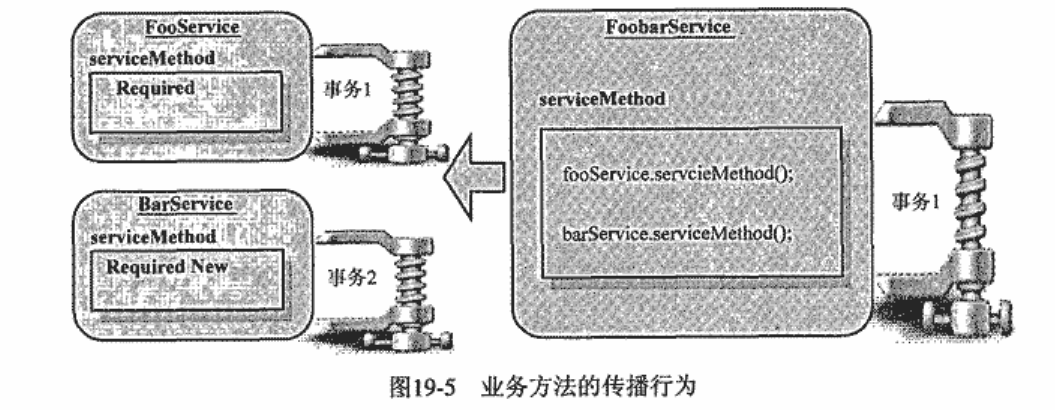 FooService
serviceMethod
Required
事务1
BarService
serviceMethod
Required New
事务2
FoobarService
serviceMethod
fooService.servcieMethod();
barService.serviceMethod();
事务1
图19-5 业务方法的传播行为